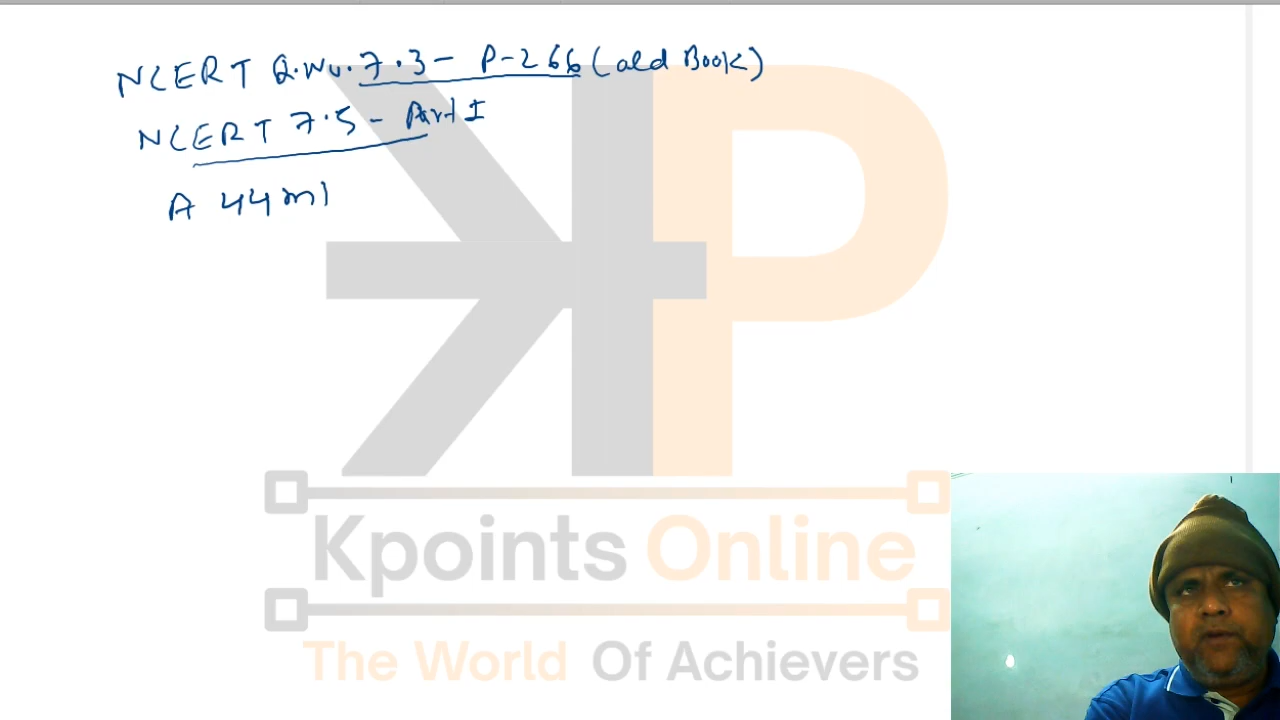 NCERT Q.No. 7.3 - P-266 (old Book)
NCERT 7.5 - Part I
A 44 ml
Kpoints Online
The World Of Achievers